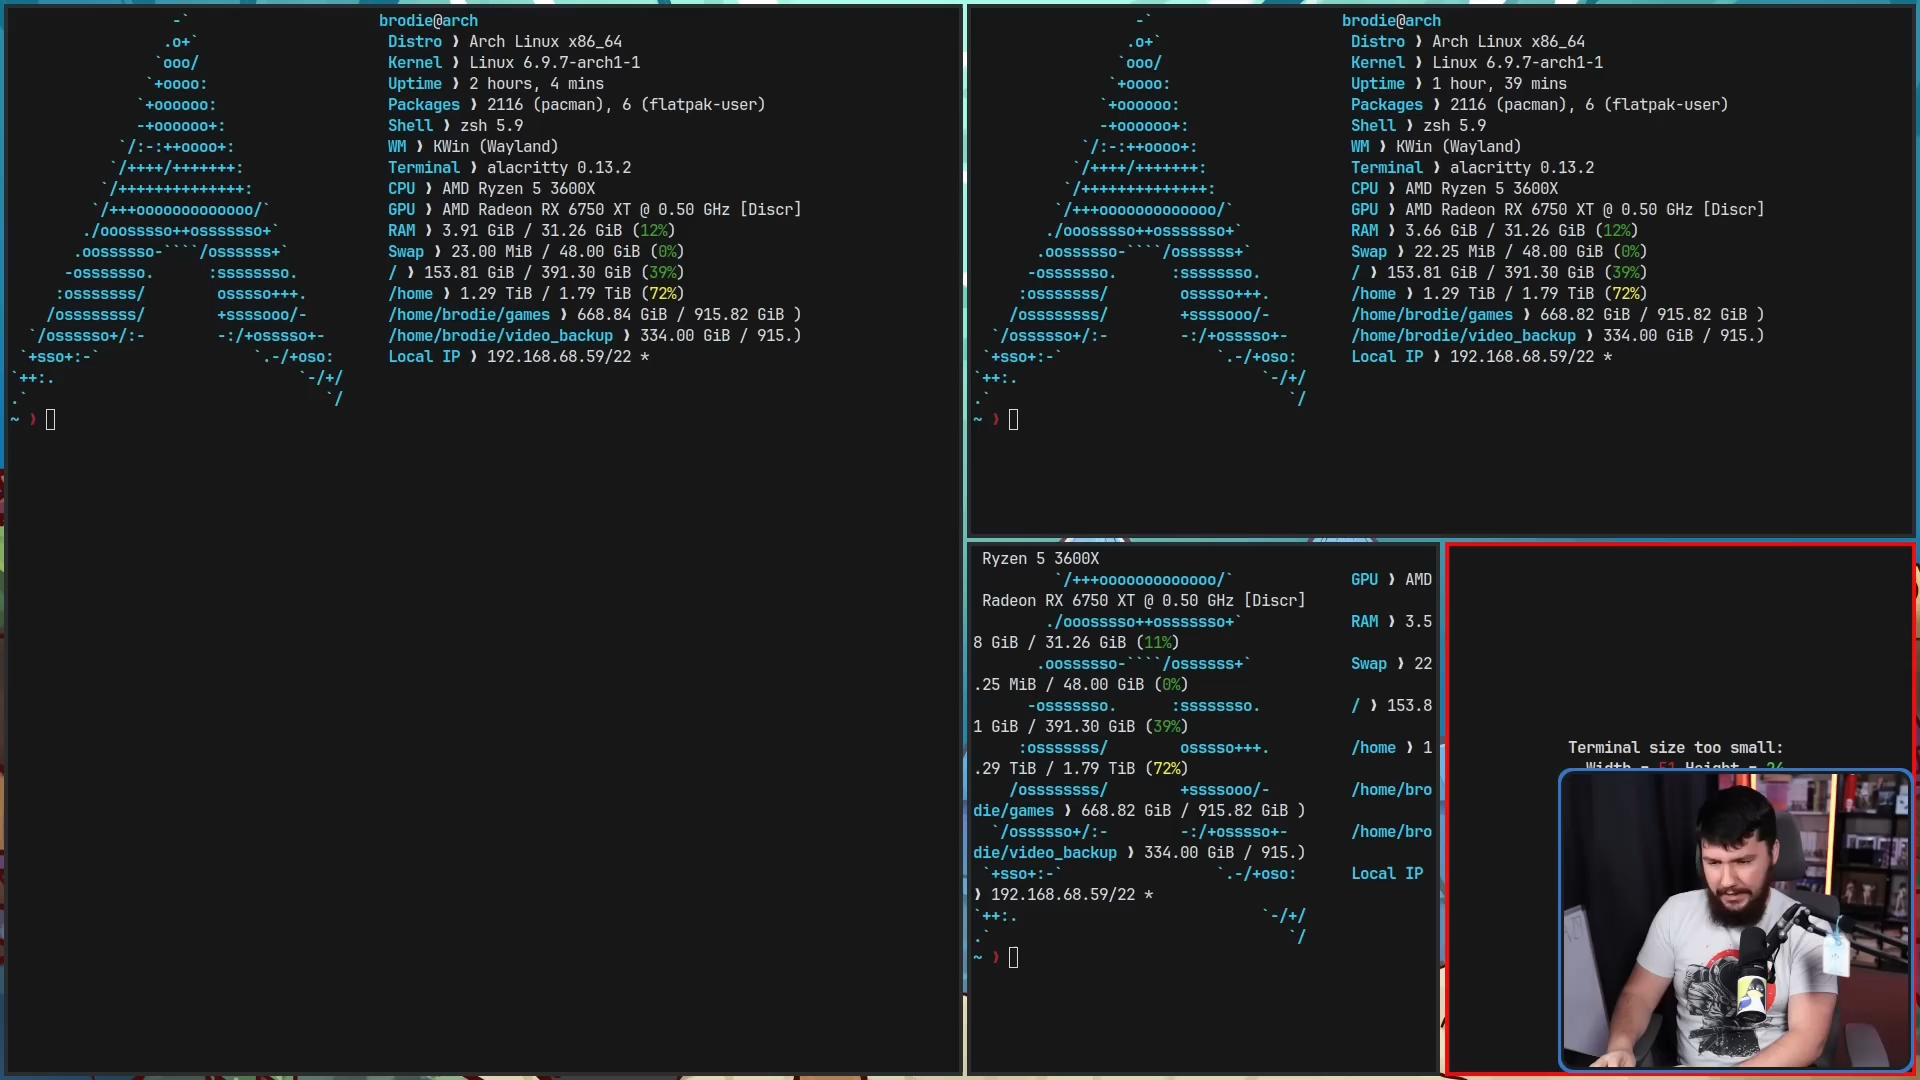 brodie@arch
Distro ❯ Arch Linux x86_64
Kernel ❯ Linux 6.9.7-arch1-1
Uptime ❯ 2 hours, 4 mins
Packages ❯ 2116 (pacman), 6 (flatpak-user)
Shell ❯ zsh 5.9
WM ❯ KWin (Wayland)
Terminal ❯ alacritty 0.13.2
CPU ❯ AMD Ryzen 5 3600X
GPU ❯ AMD Radeon RX 6750 XT @ 0.50 GHz [Discr]
RAM ❯ 3.91 GiB / 31.26 GiB (12%)
Swap ❯ 23.00 MiB / 48.00 GiB (0%)
/ ❯ 153.81 GiB / 391.30 GiB (39%)
/home ❯ 1.29 TiB / 1.79 TiB (72%)
/home/brodie/games ❯ 668.84 GiB / 915.82 GiB )
/home/brodie/video_backup ❯ 334.00 GiB / 915.)
Local IP ❯ 192.168.68.59/22 *
~ ❯
brodie@arch
Distro ❯ Arch Linux x86_64
Kernel ❯ Linux 6.9.7-arch1-1
Uptime ❯ 1 hour, 39 mins
Packages ❯ 2116 (pacman), 6 (flatpak-user)
Shell ❯ zsh 5.9
WM ❯ KWin (Wayland)
Terminal ❯ alacritty 0.13.2
CPU ❯ AMD Ryzen 5 3600X
GPU ❯ AMD Radeon RX 6750 XT @ 0.50 GHz [Discr]
RAM ❯ 3.66 GiB / 31.26 GiB (12%)
Swap ❯ 22.25 MiB / 48.00 GiB (0%)
/ ❯ 153.81 GiB / 391.30 GiB (39%)
/home ❯ 1.29 TiB / 1.79 TiB (72%)
/home/brodie/games ❯ 668.82 GiB / 915.82 GiB )
/home/brodie/video_backup ❯ 334.00 GiB / 915.)
Local IP ❯ 192.168.68.59/22 *
~ ❯
Ryzen 5 3600X
GPU ❯ AMD
Radeon RX 6750 XT @ 0.50 GHz [Discr]
RAM ❯ 3.5
8 GiB / 31.26 GiB (11%)
Swap ❯ 22
.25 MiB / 48.00 GiB (0%)
/ ❯ 153.8
1 GiB / 391.30 GiB (39%)
/home ❯ 1
.29 TiB / 1.79 TiB (72%)
/home/bro
die/games ❯ 668.82 GiB / 915.82 GiB )
/home/bro
die/video_backup ❯ 334.00 GiB / 915.)
Local IP
❯ 192.168.68.59/22 *
~ ❯
Terminal size too small:
Width = 51 Height = 24